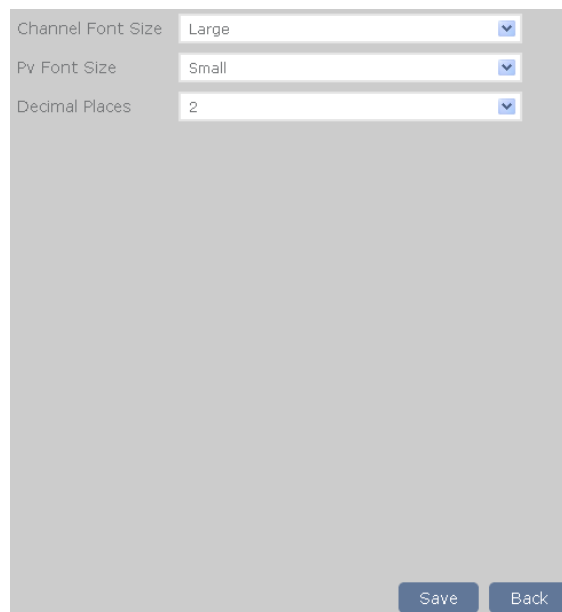 Channel Font Size Large
Pv Font Size Small
Decimal Places 2
Save Back